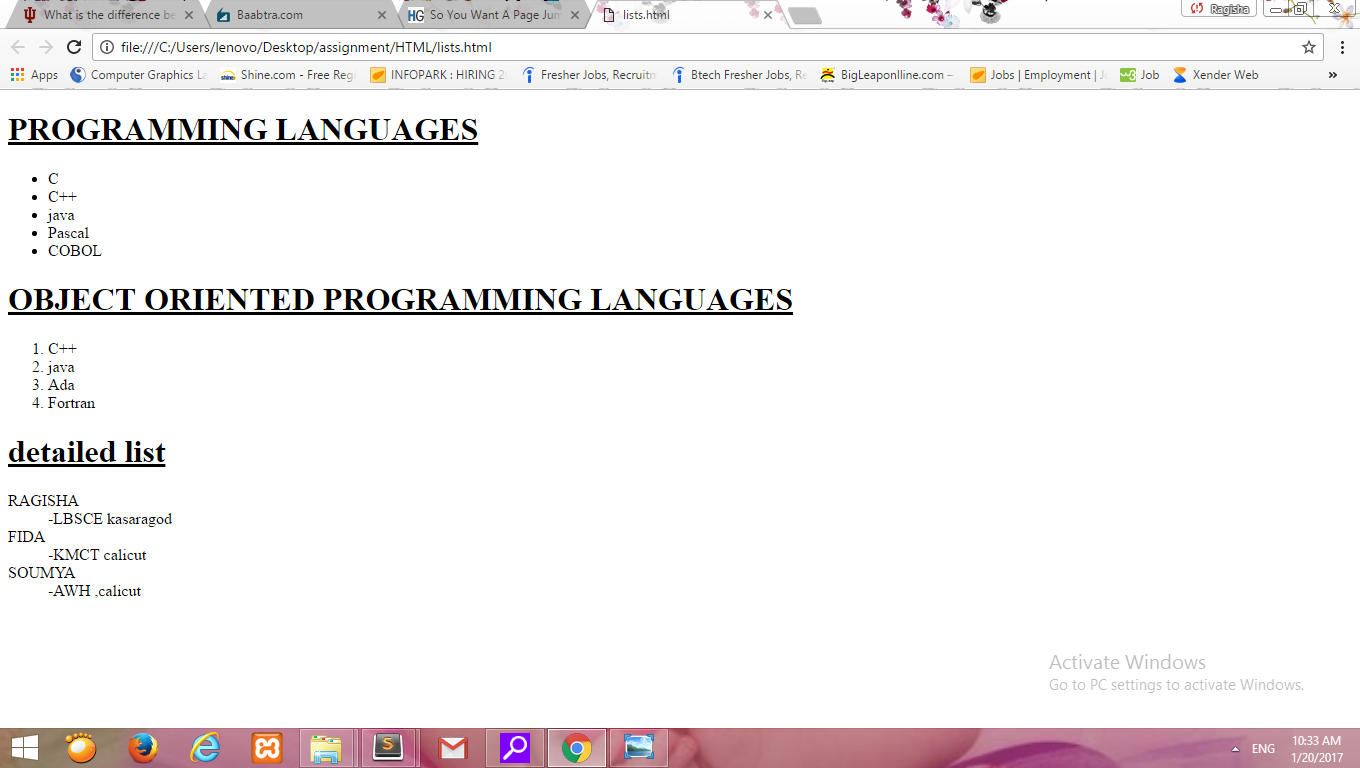 What is the difference be
Baabtra.com
HG So You Want A Page Jum
lists.html
Ragisha
file:///C:/Users/lenovo/Desktop/assignment/HTML/lists.html
Apps
Computer Graphics La
Shine.com - Free Regi
INFOPARK : HIRING 2
Fresher Jobs, Recruitm
Btech Fresher Jobs, Re
BigLeaponlline.com –
Jobs | Employment | Jo
w3 Job
Xender Web
»
PROGRAMMING LANGUAGES
• C
• C++
• java
• Pascal
• COBOL
OBJECT ORIENTED PROGRAMMING LANGUAGES
1. C++
2. java
3. Ada
4. Fortran
detailed list
RAGISHA
-LBSCE kasaragod
FIDA
-KMCT calicut
SOUMYA
-AWH ,calicut
Activate Windows
Go to PC settings to activate Windows.
ENG
10:33 AM
1/20/2017